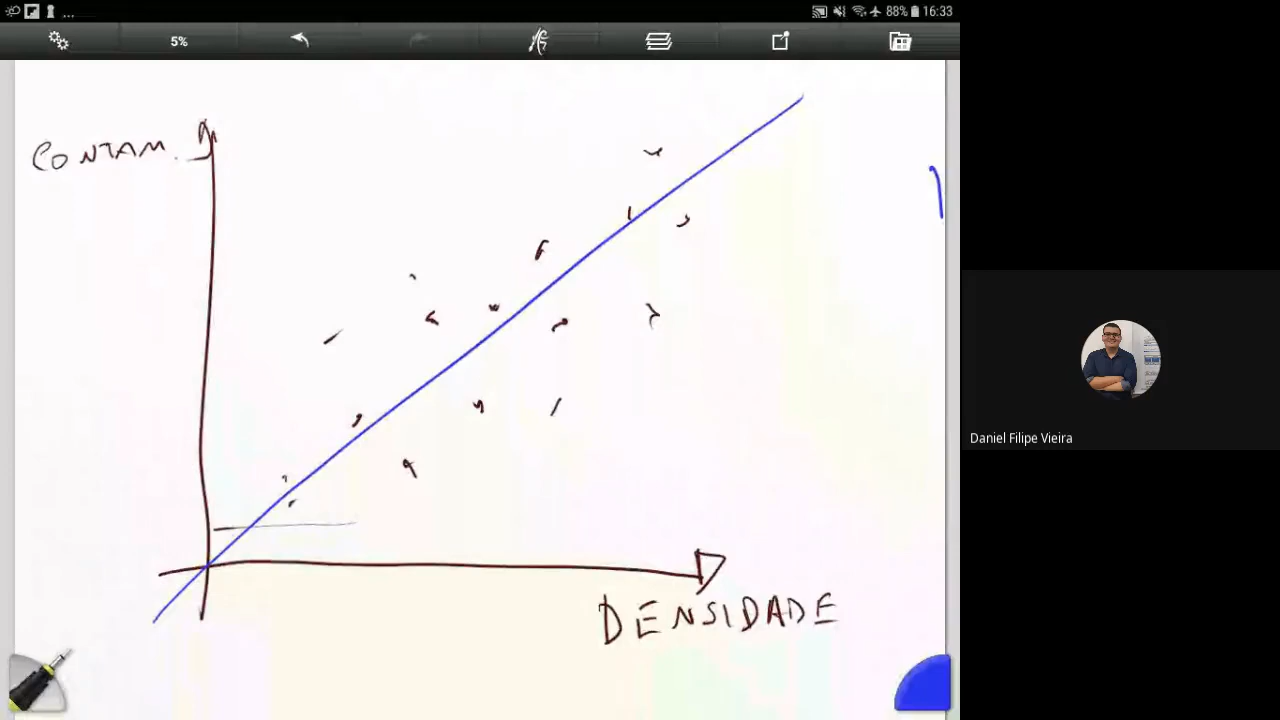 ... 88% 16:33
5%
CONTAM.
DENSIDADE
Daniel Filipe Vieira